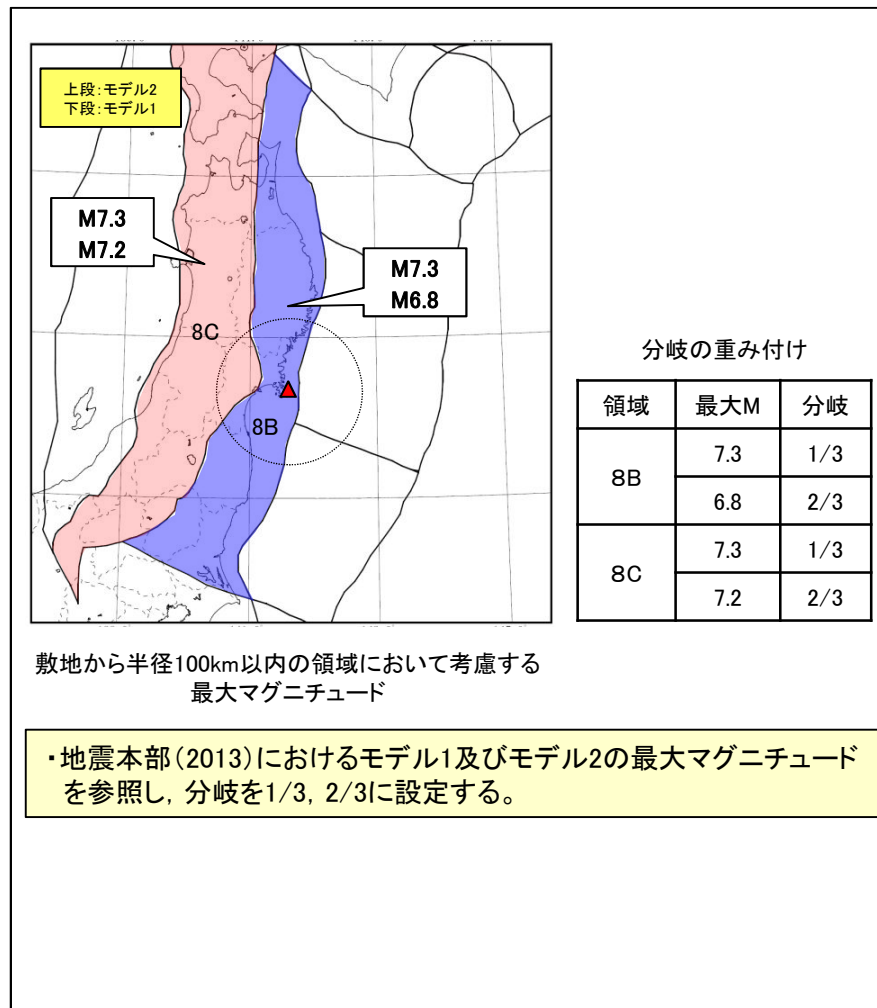 上段:モデル2
下段:モデル1
M7.3
M7.2
M7.3
M6.8
8C
8B
敷地から半径100km以内の領域において考慮する
最大マグニチュード
分岐の重み付け
領域 最大M 分岐
8B 7.3 1/3
6.8 2/3
8C 7.3 1/3
7.2 2/3
・地震本部(2013)におけるモデル1及びモデル2の最大マグニチュード
を参照し,分岐を1/3,2/3に設定する。